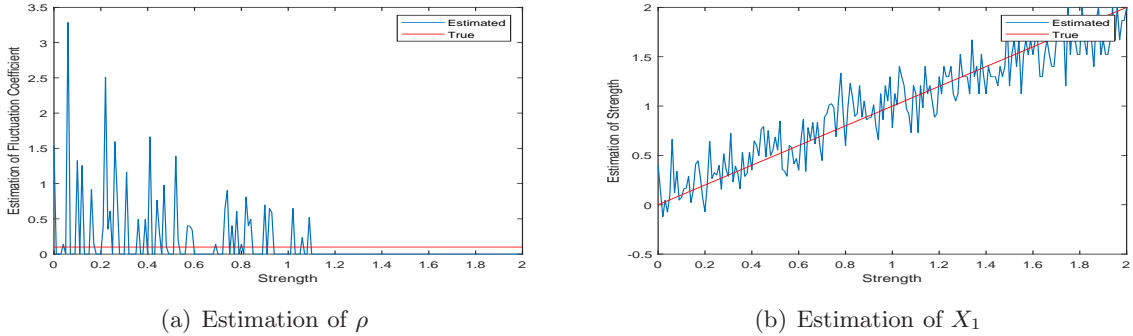 3.5
3
2.5
2
1.5
1
0.5
0
Estimation of Fluctuation Coefficient
Estimated
True
0 0.2 0.4 0.6 0.8 1 1.2 1.4 1.6 1.8 2
Strength
(a) Estimation of ρ
2
1.5
1
0.5
0
-0.5
Estimation of Strength
Estimated
True
0 0.2 0.4 0.6 0.8 1 1.2 1.4 1.6 1.8 2
Strength
(b) Estimation of X₁